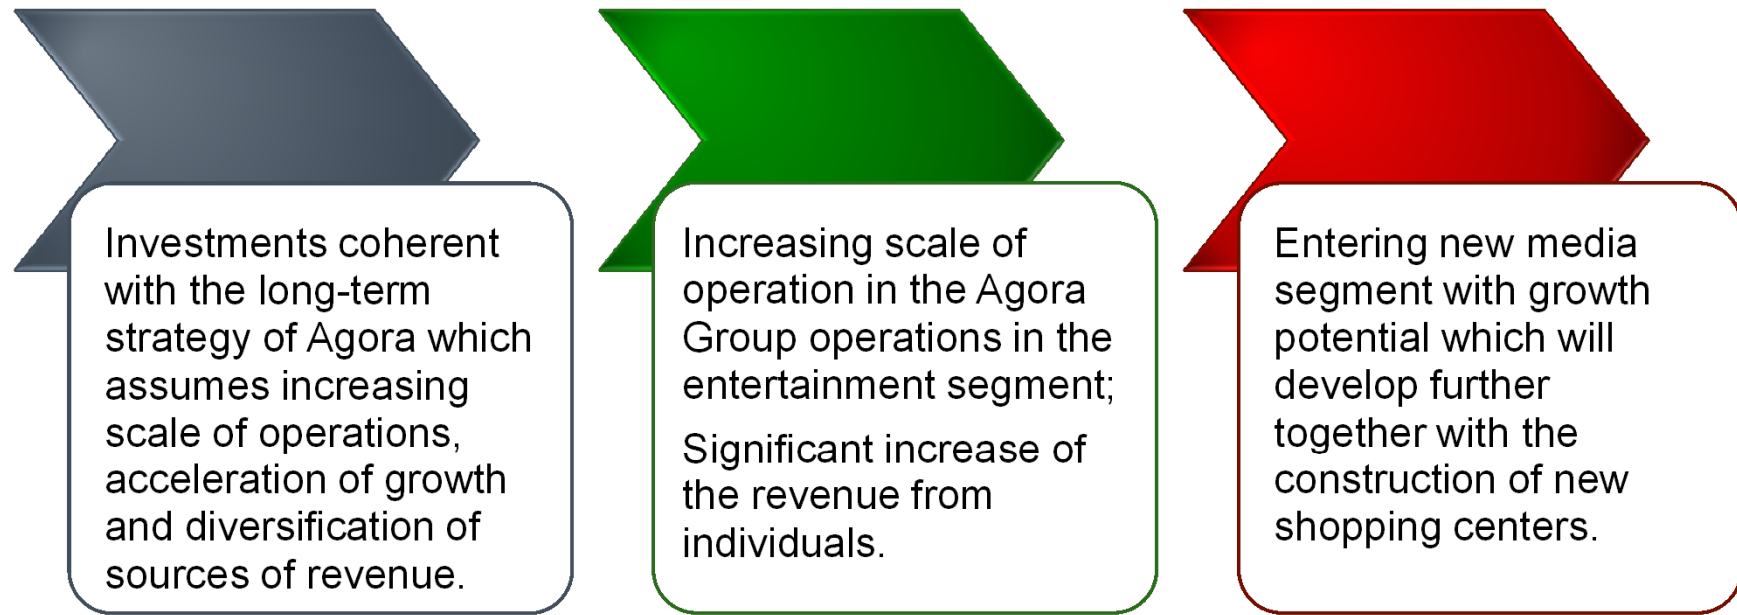 Investments coherent
with the long-term
strategy of Agora which
assumes increasing
scale of operations,
acceleration of growth
and diversification of
sources of revenue.
Increasing scale of
operation in the Agora
Group operations in the
entertainment segment;
Significant increase of
the revenue from
individuals.
Entering new media
segment with growth
potential which will
develop further
together with the
construction of new
shopping centers.